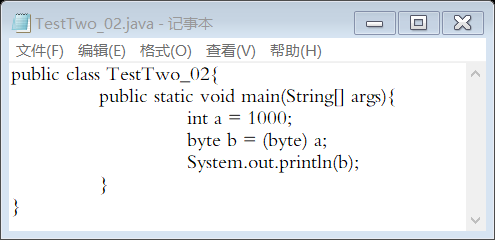 TestTwo_02.java - 记事本
文件(F) 编辑(E) 格式(O) 查看(V) 帮助(H)
public class TestTwo_02{
public static void main(String[] args){
int a = 1000;
byte b = (byte) a;
System.out.println(b);
}
}